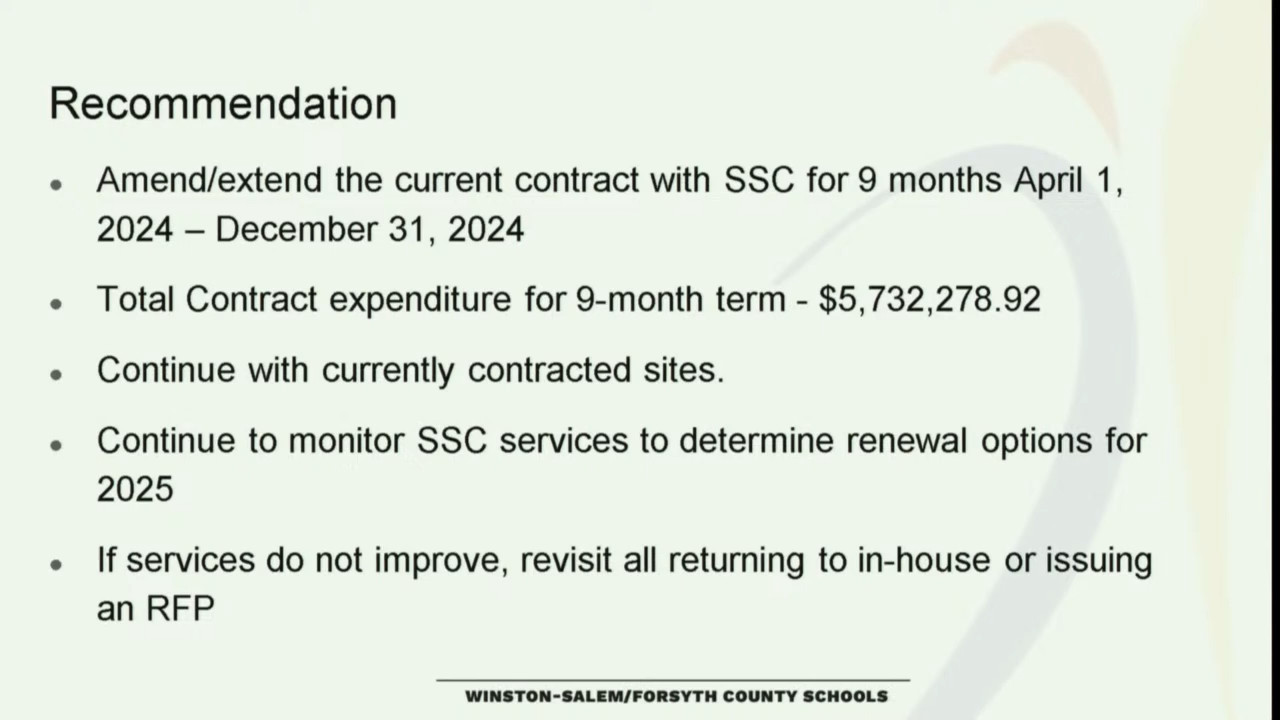 Recommendation
• Amend/extend the current contract with SSC for 9 months April 1,
2024 – December 31, 2024
• Total Contract expenditure for 9-month term - $5,732,278.92
• Continue with currently contracted sites.
• Continue to monitor SSC services to determine renewal options for
2025
• If services do not improve, revisit all returning to in-house or issuing
an RFP
WINSTON-SALEM/FORSYTH COUNTY SCHOOLS